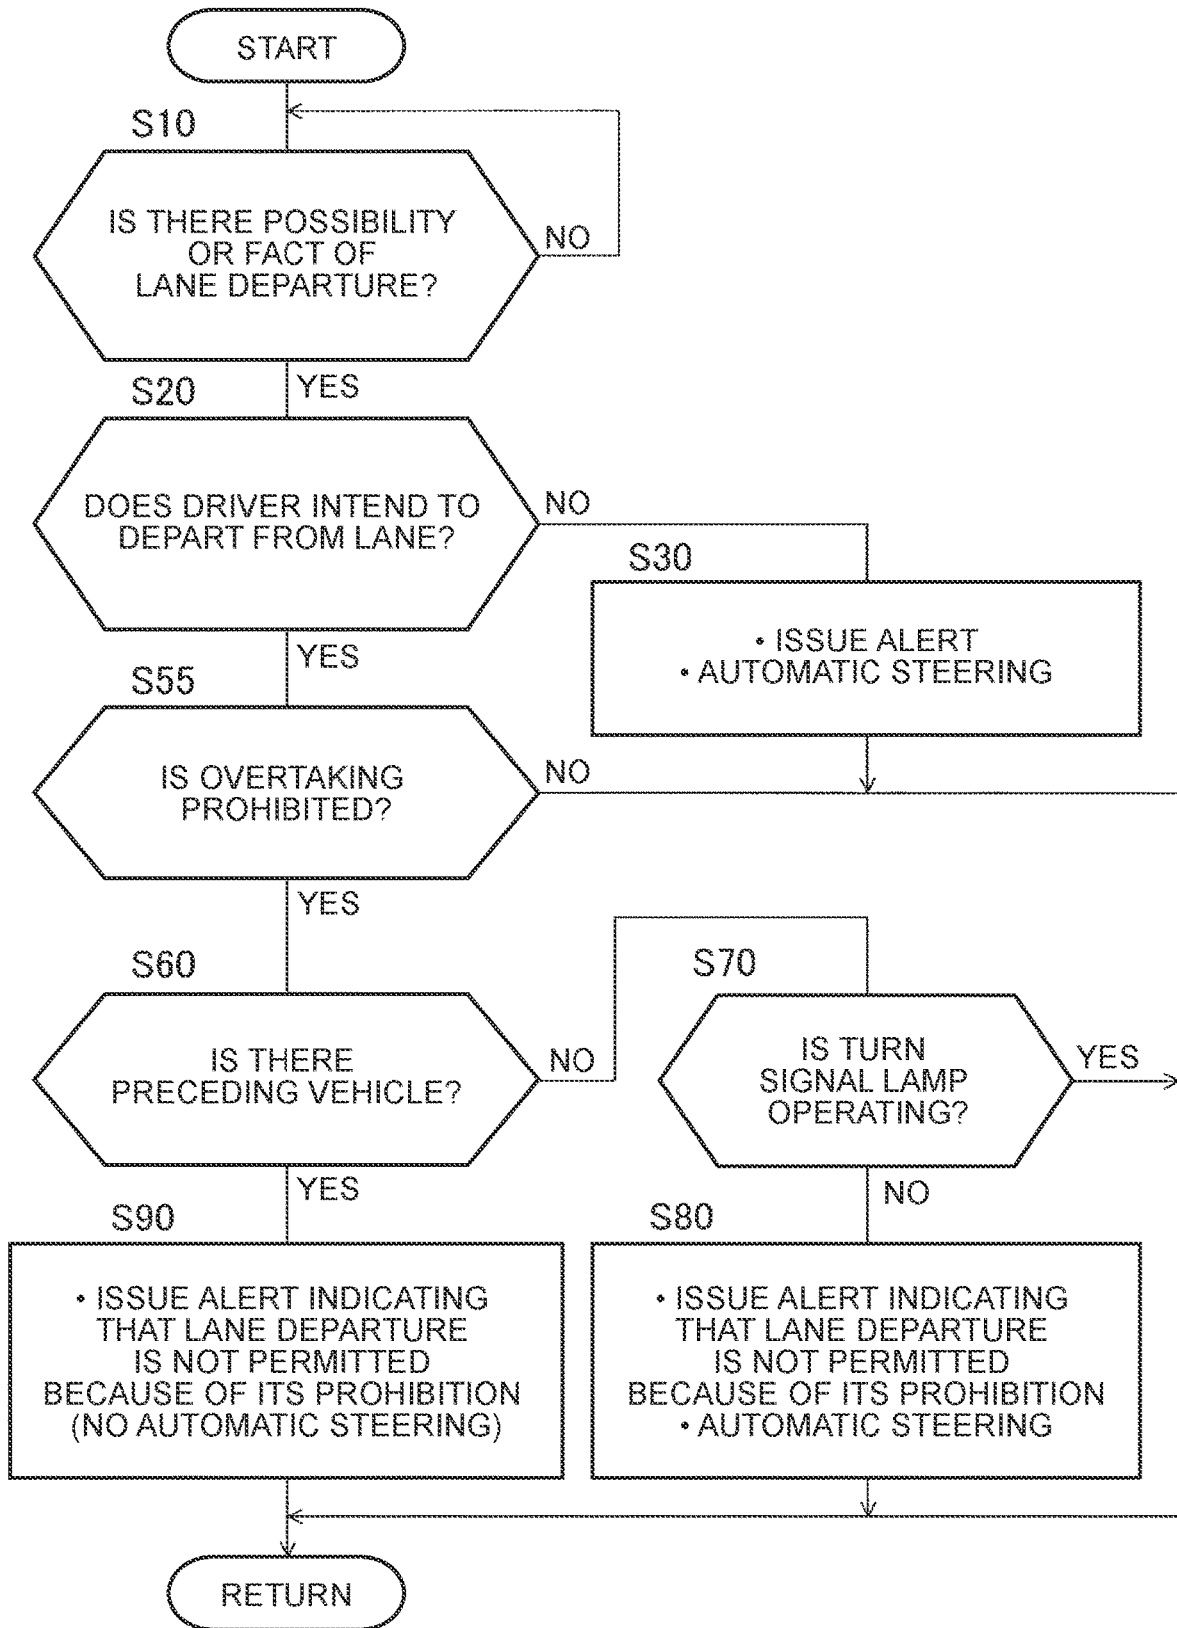 START
S10
IS THERE POSSIBILITY
OR FACT OF
LANE DEPARTURE?
NO
YES
S20
DOES DRIVER INTEND TO
DEPART FROM LANE?
NO
S30
• ISSUE ALERT
• AUTOMATIC STEERING
YES
S55
IS OVERTAKING
PROHIBITED?
NO
YES
S60
IS THERE
PRECEDING VEHICLE?
NO
S70
IS TURN
SIGNAL LAMP
OPERATING?
YES
YES
NO
S90
• ISSUE ALERT INDICATING
THAT LANE DEPARTURE
IS NOT PERMITTED
BECAUSE OF ITS PROHIBITION
(NO AUTOMATIC STEERING)
S80
• ISSUE ALERT INDICATING
THAT LANE DEPARTURE
IS NOT PERMITTED
BECAUSE OF ITS PROHIBITION
• AUTOMATIC STEERING
RETURN